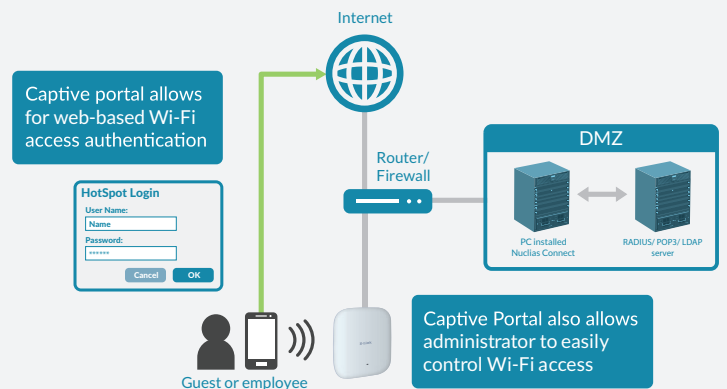 Internet
Captive portal allows
for web-based Wi-Fi
access authentication
HotSpot Login
User Name:
Name
Password:
******
Cancel
OK
Router/
Firewall
DMZ
PC installed
Nuclias Connect
RADIUS/ POP3/ LDAP
server
Captive Portal also allows
administrator to easily
control Wi-Fi access
Guest or employee